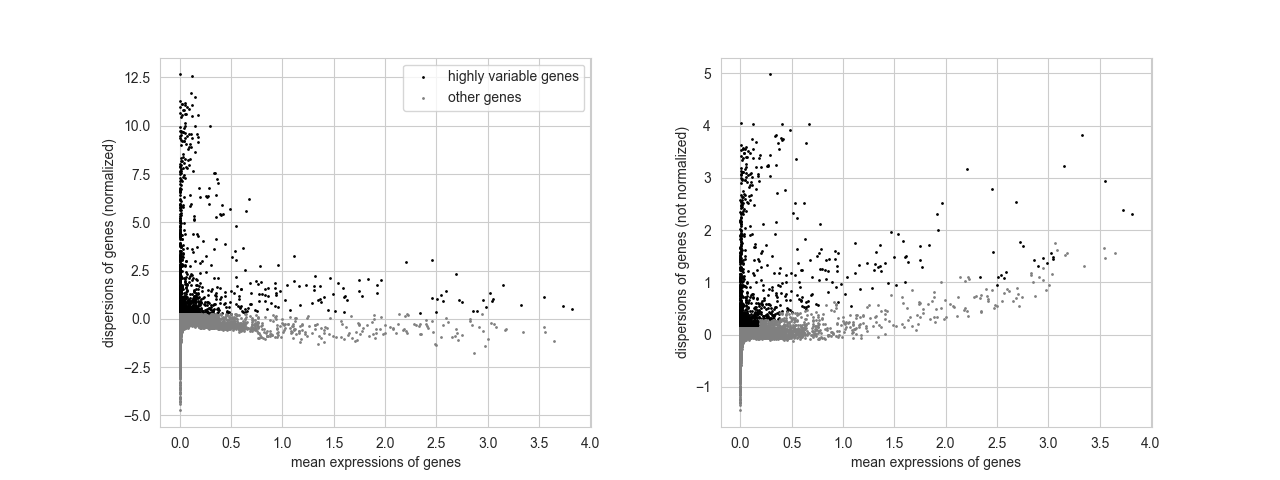 highly variable genes
other genes
dispersions of genes (normalized)
12.5
10.0
7.5
5.0
2.5
0.0
−2.5
−5.0
0.0 0.5 1.0 1.5 2.0 2.5 3.0 3.5 4.0
mean expressions of genes
dispersions of genes (not normalized)
5
4
3
2
1
0
−1
0.0 0.5 1.0 1.5 2.0 2.5 3.0 3.5 4.0
mean expressions of genes